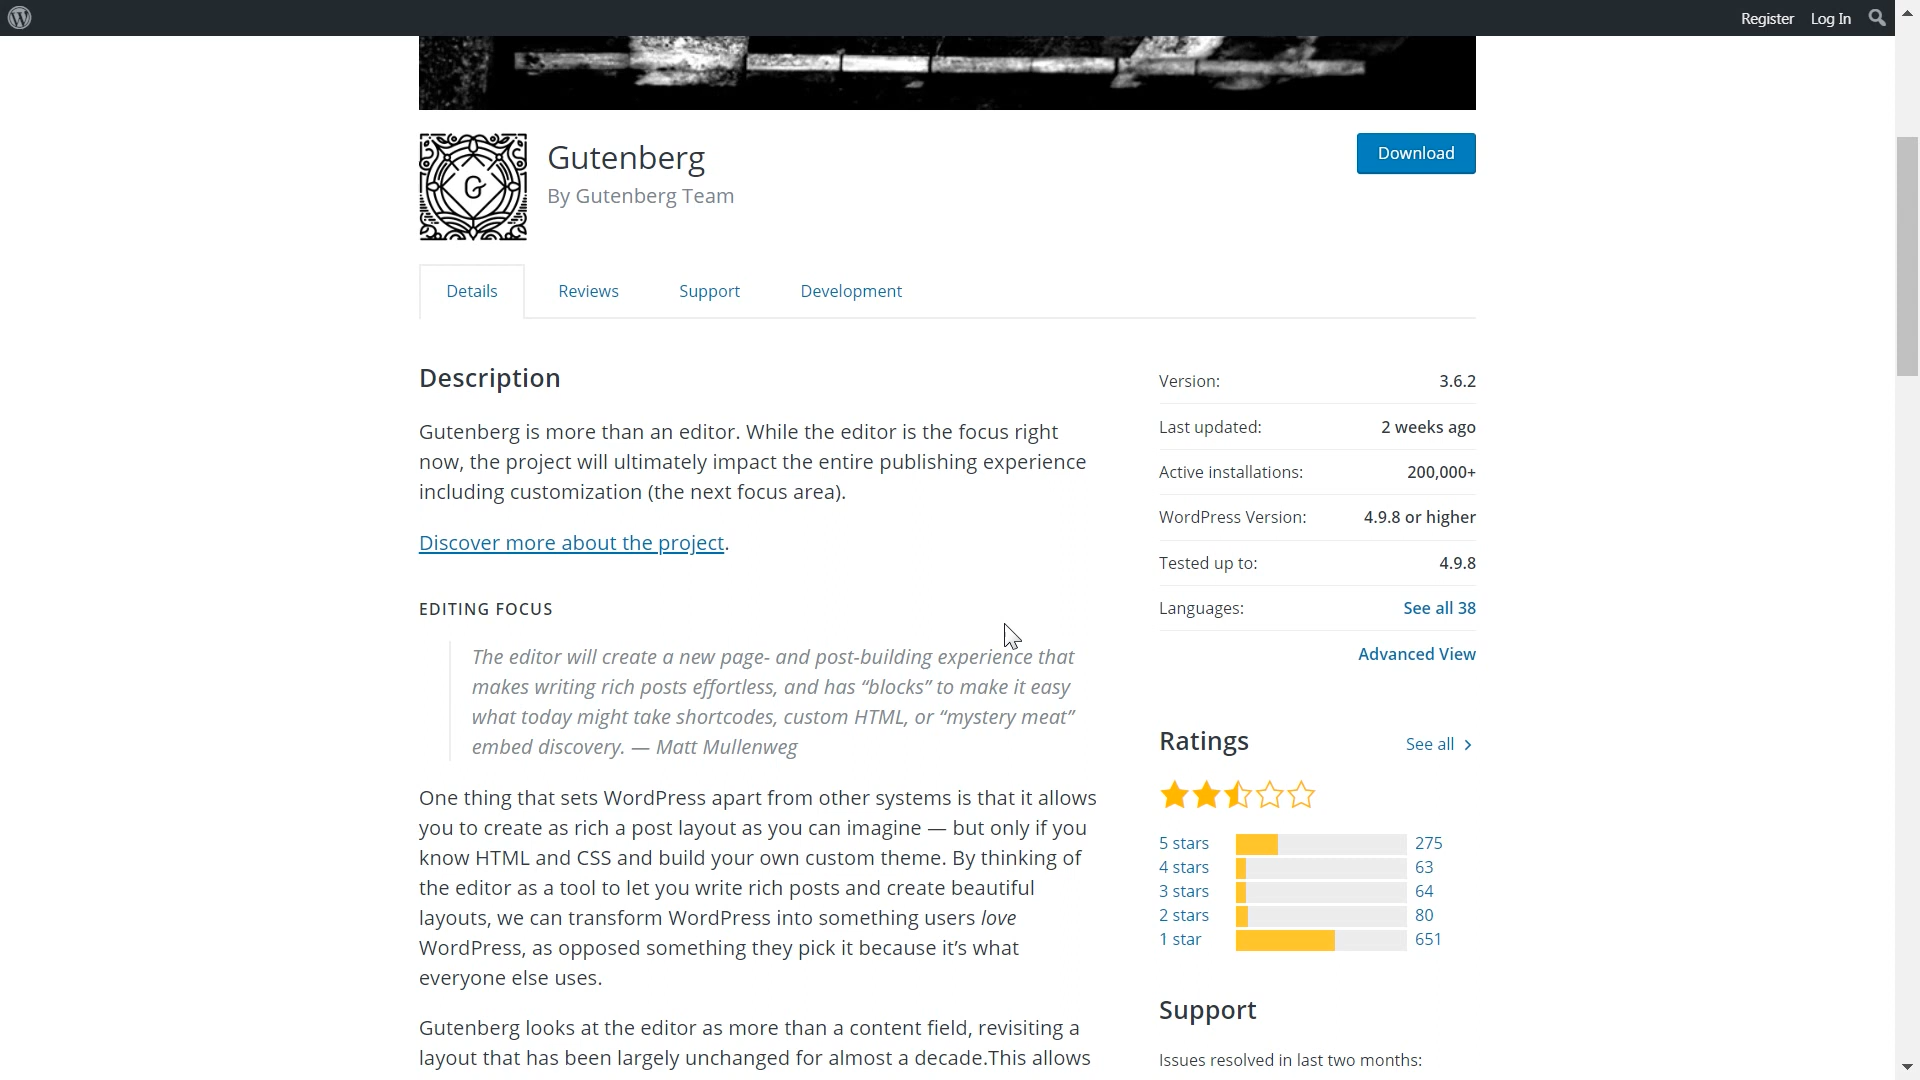 Register Log In
Gutenberg
By Gutenberg Team
Download
Details Reviews Support Development
Description
Gutenberg is more than an editor. While the editor is the focus right
now, the project will ultimately impact the entire publishing experience
including customization (the next focus area).
Discover more about the project.
EDITING FOCUS
The editor will create a new page- and post-building experience that
makes writing rich posts effortless, and has “blocks” to make it easy
what today might take shortcodes, custom HTML, or “mystery meat”
embed discovery. — Matt Mullenweg
One thing that sets WordPress apart from other systems is that it allows
you to create as rich a post layout as you can imagine — but only if you
know HTML and CSS and build your own custom theme. By thinking of
the editor as a tool to let you write rich posts and create beautiful
layouts, we can transform WordPress into something users love
WordPress, as opposed something they pick it because it’s what
everyone else uses.
Gutenberg looks at the editor as more than a content field, revisiting a
layout that has been largely unchanged for almost a decade.This allows
Version: 3.6.2
Last updated: 2 weeks ago
Active installations: 200,000+
WordPress Version: 4.9.8 or higher
Tested up to: 4.9.8
Languages: See all 38
Advanced View
Ratings See all
5 stars 275
4 stars 63
3 stars 64
2 stars 80
1 star 651
Support
Issues resolved in last two months: